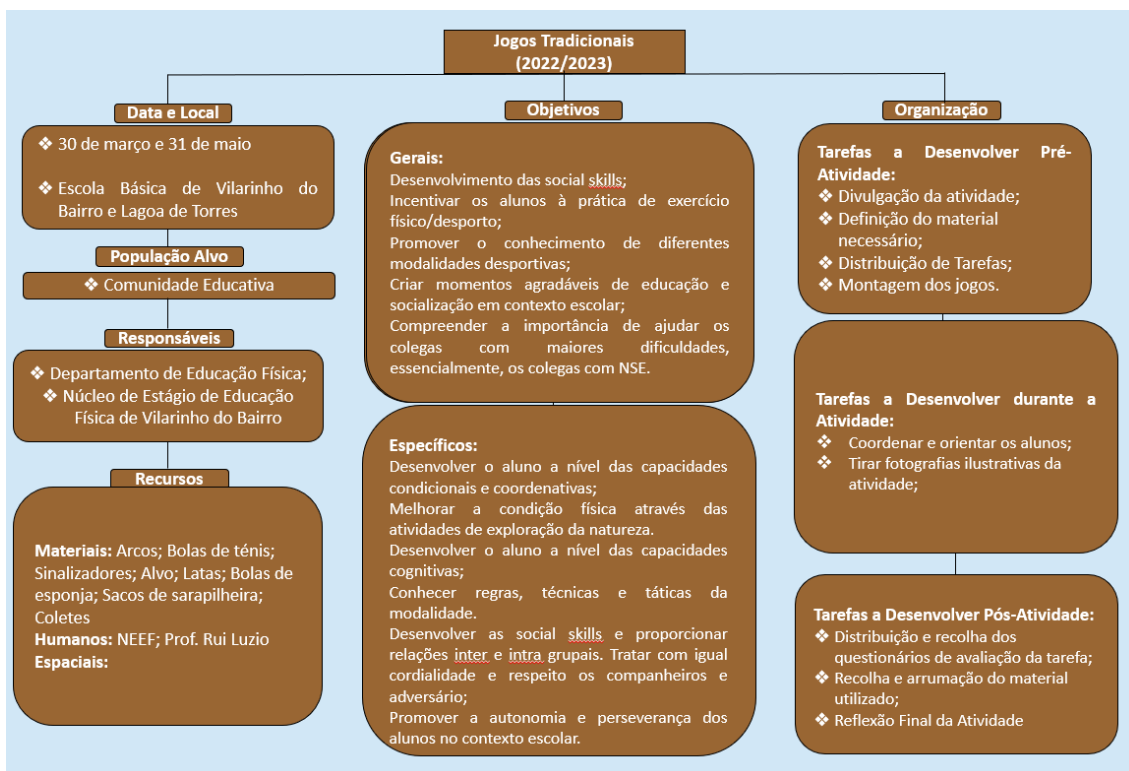 Jogos Tradicionais
(2022/2023)
Data e Local
❖ 30 de março e 31 de maio
❖ Escola Básica de Vilarinho do
Bairro e Lagoa de Torres
População Alvo
❖ Comunidade Educativa
Responsáveis
❖ Departamento de Educação Física;
❖ Núcleo de Estágio de Educação
Física de Vilarinho do Bairro
Recursos
Materiais: Arcos; Bolas de ténis;
Sinalizadores; Alvo; Latas; Bolas de
esponja; Sacos de sarapilheira;
Coletes
Humanos: NEEF; Prof. Rui Luzio
Espaciais:
Objetivos
Gerais:
Desenvolvimento das social skills;
Incentivar os alunos à prática de exercício
físico/desporto;
Promover o conhecimento de diferentes
modalidades desportivas;
Criar momentos agradáveis de educação e
socialização em contexto escolar;
Compreender a importância de ajudar os
colegas com maiores dificuldades,
essencialmente, os colegas com NSE.
Específicos:
Desenvolver o aluno a nível das capacidades
condicionais e coordenativas;
Melhorar a condição física através das
atividades de exploração da natureza.
Desenvolver o aluno a nível das capacidades
cognitivas;
Conhecer regras, técnicas e táticas da
modalidade.
Desenvolver as social skills e proporcionar
relações inter e intra grupais. Tratar com igual
cordialidade e respeito os companheiros e
adversário;
Promover a autonomia e perseverança dos
alunos no contexto escolar.
Organização
Tarefas a Desenvolver Pré-
Atividade:
❖ Divulgação da atividade;
❖ Definição do material
necessário;
❖ Distribuição de Tarefas;
❖ Montagem dos jogos.
Tarefas a Desenvolver durante a
Atividade:
❖ Coordenar e orientar os alunos;
❖ Tirar fotografias ilustrativas da
atividade;
Tarefas a Desenvolver Pós-Atividade:
❖ Distribuição e recolha dos
questionários de avaliação da tarefa;
❖ Recolha e arrumação do material
utilizado;
❖ Reflexão Final da Atividade